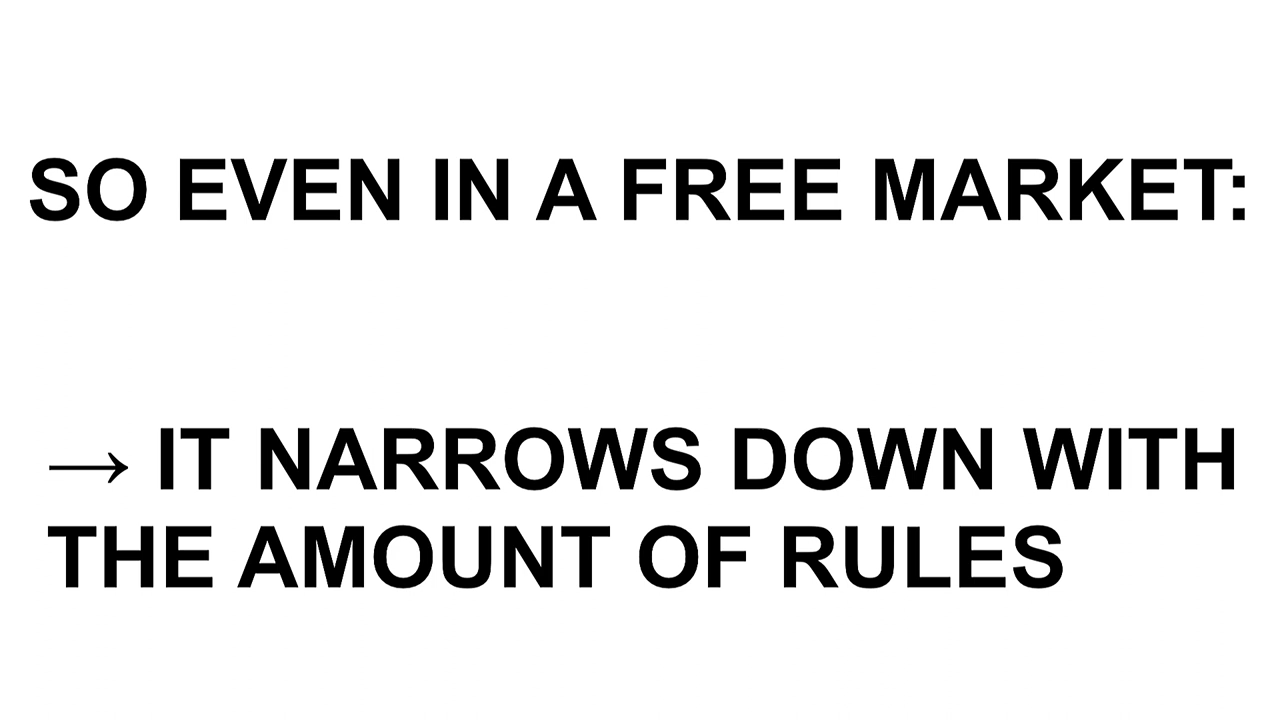 SO EVEN IN A FREE MARKET:
→ IT NARROWS DOWN WITH
THE AMOUNT OF RULES